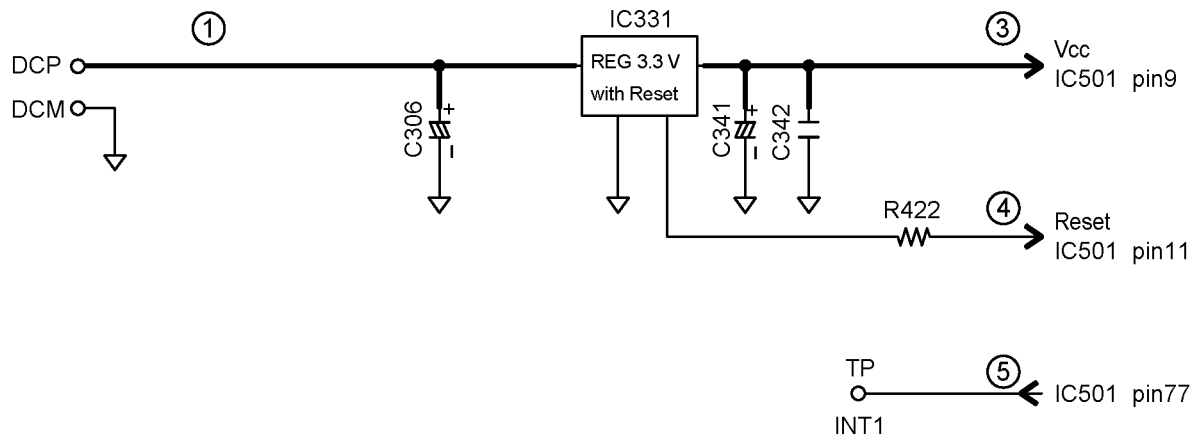 IC331
①
③
DCP
REG 3.3 V
with Reset
Vcc
IC501 pin9
DCM
C306
+
−
C341
+
−
C342
R422
④
Reset
IC501 pin11
TP
⑤
IC501 pin77
INT1